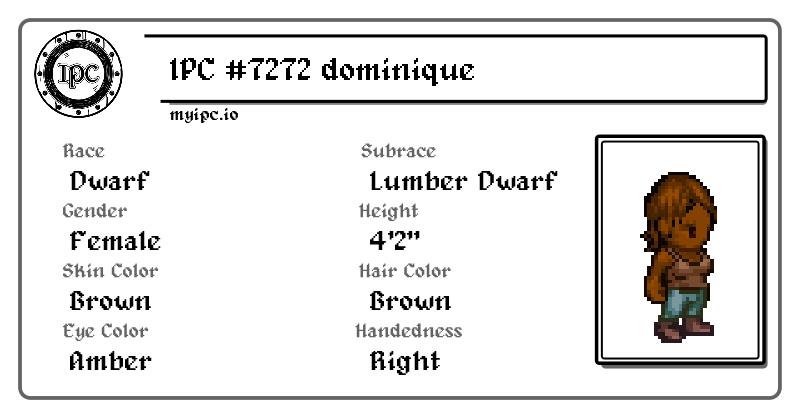 IPC
IPC #7272 dominique
myipc.io
Race
Dwarf
Subrace
Lumber Dwarf
Gender
Female
Height
4'2"
Skin Color
Brown
Hair Color
Brown
Eye Color
Amber
Handedness
Right